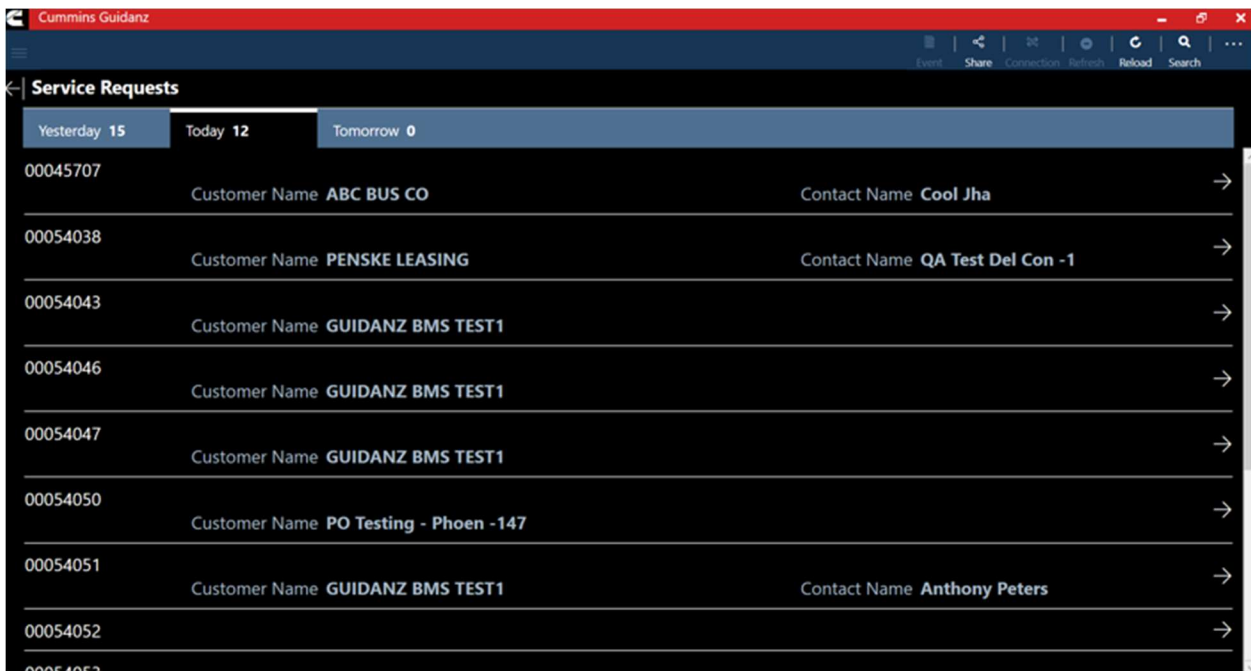 Cummins Guidanz
Event Share Connection Refresh Reload Search
Service Requests
Yesterday 15 Today 12 Tomorrow 0
00045707
Customer Name ABC BUS CO Contact Name Cool Jha
00054038
Customer Name PENSKE LEASING Contact Name QA Test Del Con -1
00054043
Customer Name GUIDANZ BMS TEST1
00054046
Customer Name GUIDANZ BMS TEST1
00054047
Customer Name GUIDANZ BMS TEST1
00054050
Customer Name PO Testing - Phoen -147
00054051
Customer Name GUIDANZ BMS TEST1 Contact Name Anthony Peters
00054052